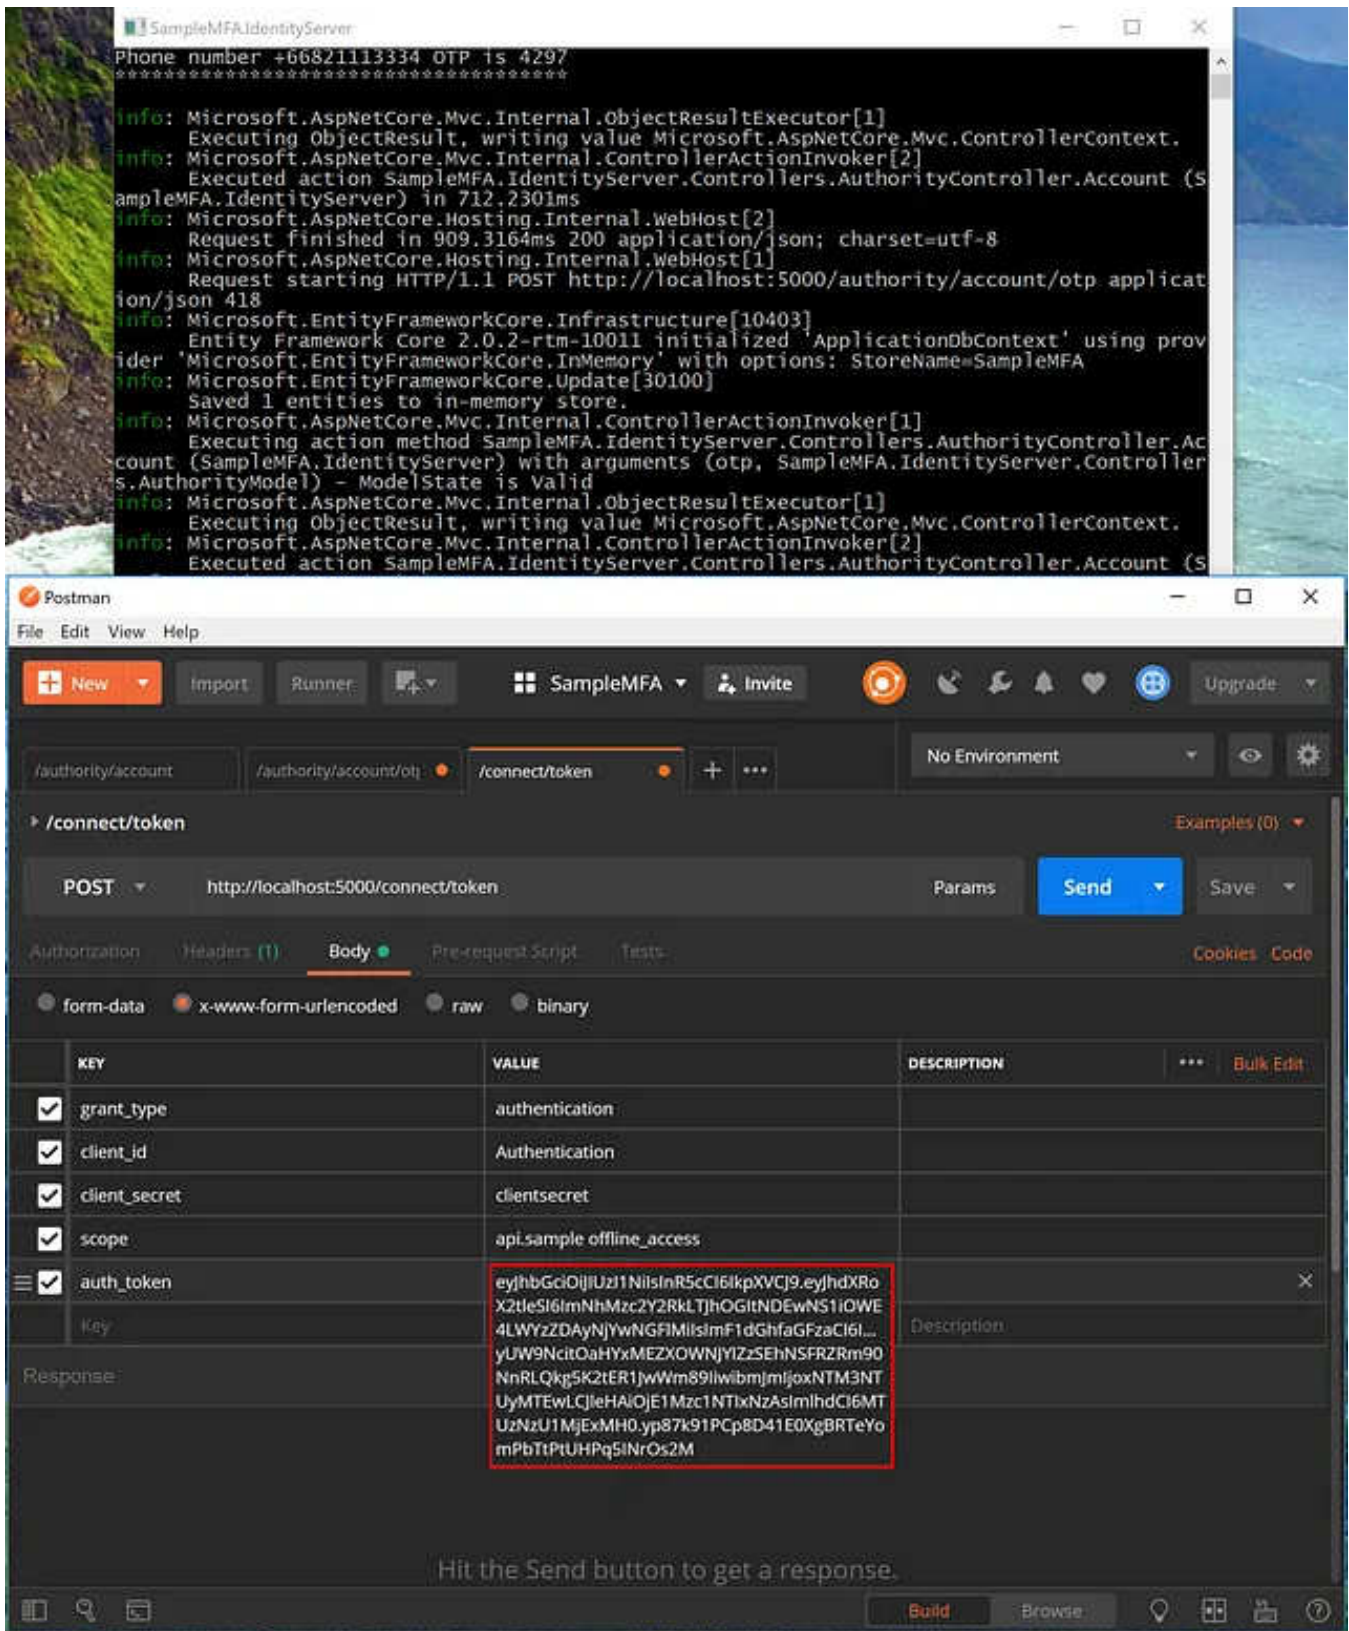 SampleMFA.IdentityServer
Phone number +66821113334 OTP is 4297
*************************************
info: Microsoft.AspNetCore.Mvc.Internal.ObjectResultExecutor[1]
Executing ObjectResult, writing value Microsoft.AspNetCore.Mvc.ControllerContext.
info: Microsoft.AspNetCore.Mvc.Internal.ControllerActionInvoker[2]
Executed action SampleMFA.IdentityServer.Controllers.AuthorityController.Account (S
ampleMFA.IdentityServer) in 712.2301ms
info: Microsoft.AspNetCore.Hosting.Internal.WebHost[2]
Request finished in 909.3164ms 200 application/json; charset=utf-8
info: Microsoft.AspNetCore.Hosting.Internal.WebHost[1]
Request starting HTTP/1.1 POST http://localhost:5000/authority/account/otp applicat
ion/json 418
info: Microsoft.EntityFrameworkCore.Infrastructure[10403]
Entity Framework Core 2.0.2-rtm-10011 initialized 'ApplicationDbContext' using prov
ider 'Microsoft.EntityFrameworkCore.InMemory' with options: StoreName=SampleMFA
info: Microsoft.EntityFrameworkCore.Update[30100]
Saved 1 entities to in-memory store.
info: Microsoft.AspNetCore.Mvc.Internal.ControllerActionInvoker[1]
Executing action method SampleMFA.IdentityServer.Controllers.AuthorityController.Ac
count (SampleMFA.IdentityServer) with arguments (otp, SampleMFA.IdentityServer.Controller
s.AuthorityModel) - ModelState is Valid
info: Microsoft.AspNetCore.Mvc.Internal.ObjectResultExecutor[1]
Executing ObjectResult, writing value Microsoft.AspNetCore.Mvc.ControllerContext.
info: Microsoft.AspNetCore.Mvc.Internal.ControllerActionInvoker[2]
Executed action SampleMFA.IdentityServer.Controllers.AuthorityController.Account (S
Postman
File Edit View Help
New Import Runner SampleMFA Invite Upgrade
/authority/account /authority/account/ot /connect/token No Environment
/connect/token Examples (0)
POST http://localhost:5000/connect/token Params Send Save
Authorization Headers (1) Body Pre-request Script Tests Cookies Code
form-data x-www-form-urlencoded raw binary
KEY VALUE DESCRIPTION Bulk Edit
grant_type authentication
client_id Authentication
client_secret clientsecret
scope api.sample offline_access
auth_token
Key Description
Response
Hit the Send button to get a response.
Build Browse